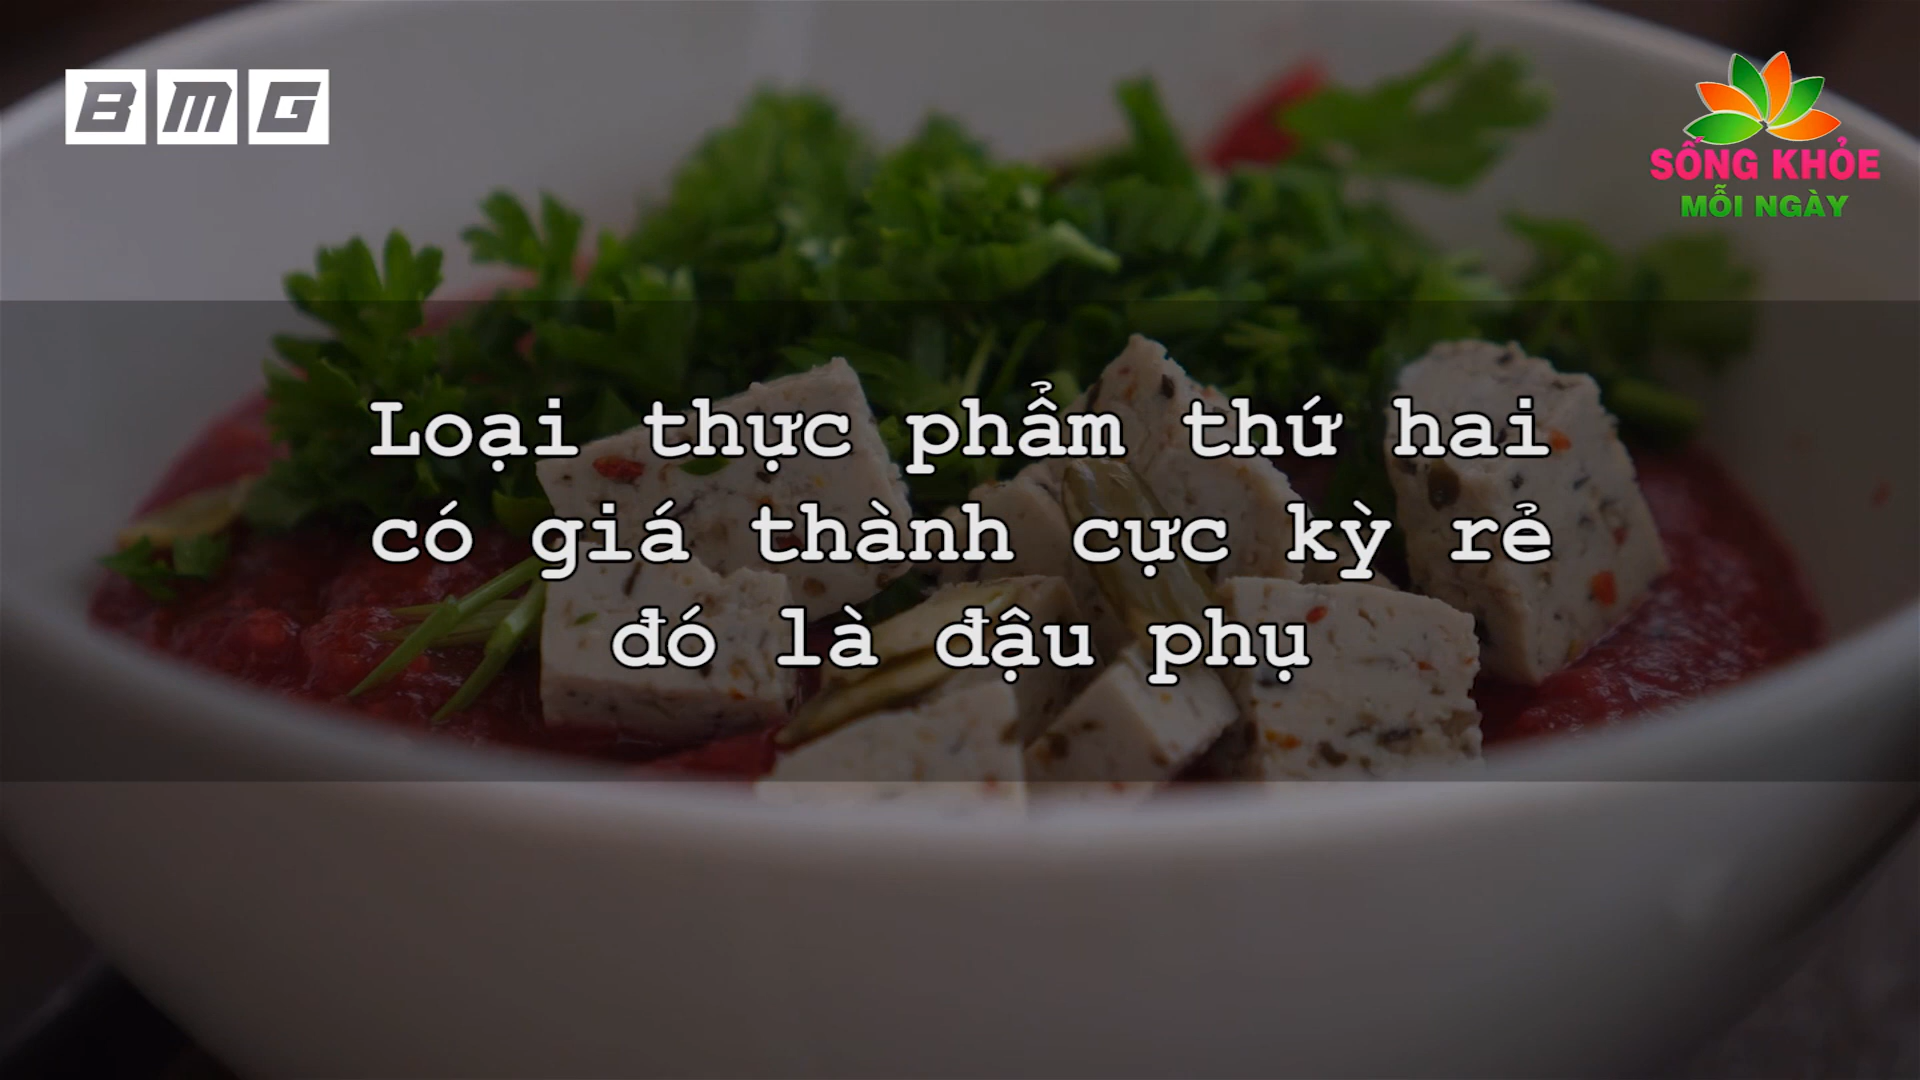 BMG
SỐNG KHỎE
MỖI NGÀY
Loại thực phẩm thứ hai
có giá thành cực kỳ rẻ
đó là đậu phụ